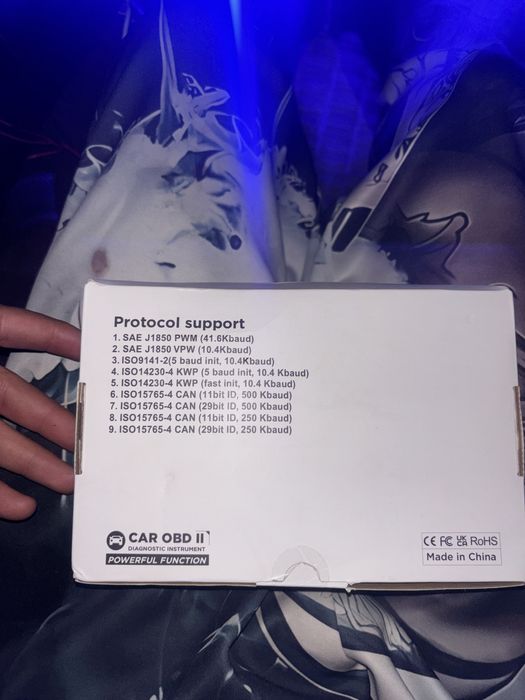 Protocol support
1. SAE J1850 PWM (41.6Kbaud)
2. SAE J1850 VPW (10.4Kbaud)
3. ISO9141-2(5 baud init, 10.4Kbaud)
4. ISO14230-4 KWP (5 baud init, 10.4 Kbaud)
5. ISO14230-4 KWP (fast init, 10.4 Kbaud)
6. ISO15765-4 CAN (11bit ID, 500 Kbaud)
7. ISO15765-4 CAN (29bit ID, 500 Kbaud)
8. ISO15765-4 CAN (11bit ID, 250 Kbaud)
9. ISO15765-4 CAN (29bit ID, 250 Kbaud)
CAR OBD II
DIAGNOSTIC INSTRUMENT
POWERFUL FUNCTION
CE FC UK CA RoHS
Made in China